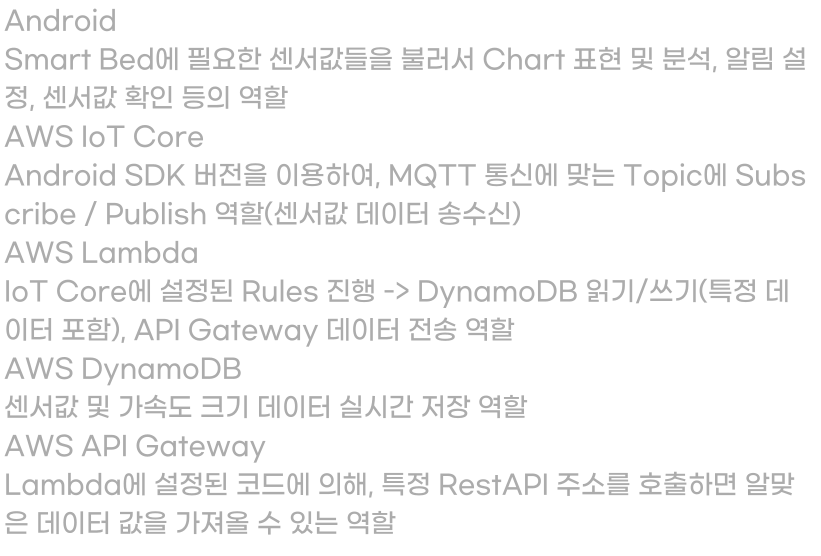 Android
Smart Bed에 필요한 센서값들을 불러서 Chart 표현 및 분석, 알림 설
정, 센서값 확인 등의 역할
AWS IoT Core
Android SDK 버전을 이용하여, MQTT 통신에 맞는 Topic에 Subs
cribe / Publish 역할(센서값 데이터 송수신)
AWS Lambda
IoT Core에 설정된 Rules 진행 -> DynamoDB 읽기/쓰기(특정 데
이터 포함), API Gateway 데이터 전송 역할
AWS DynamoDB
센서값 및 가속도 크기 데이터 실시간 저장 역할
AWS API Gateway
Lambda에 설정된 코드에 의해, 특정 RestAPI 주소를 호출하면 알맞
은 데이터 값을 가져올 수 있는 역할